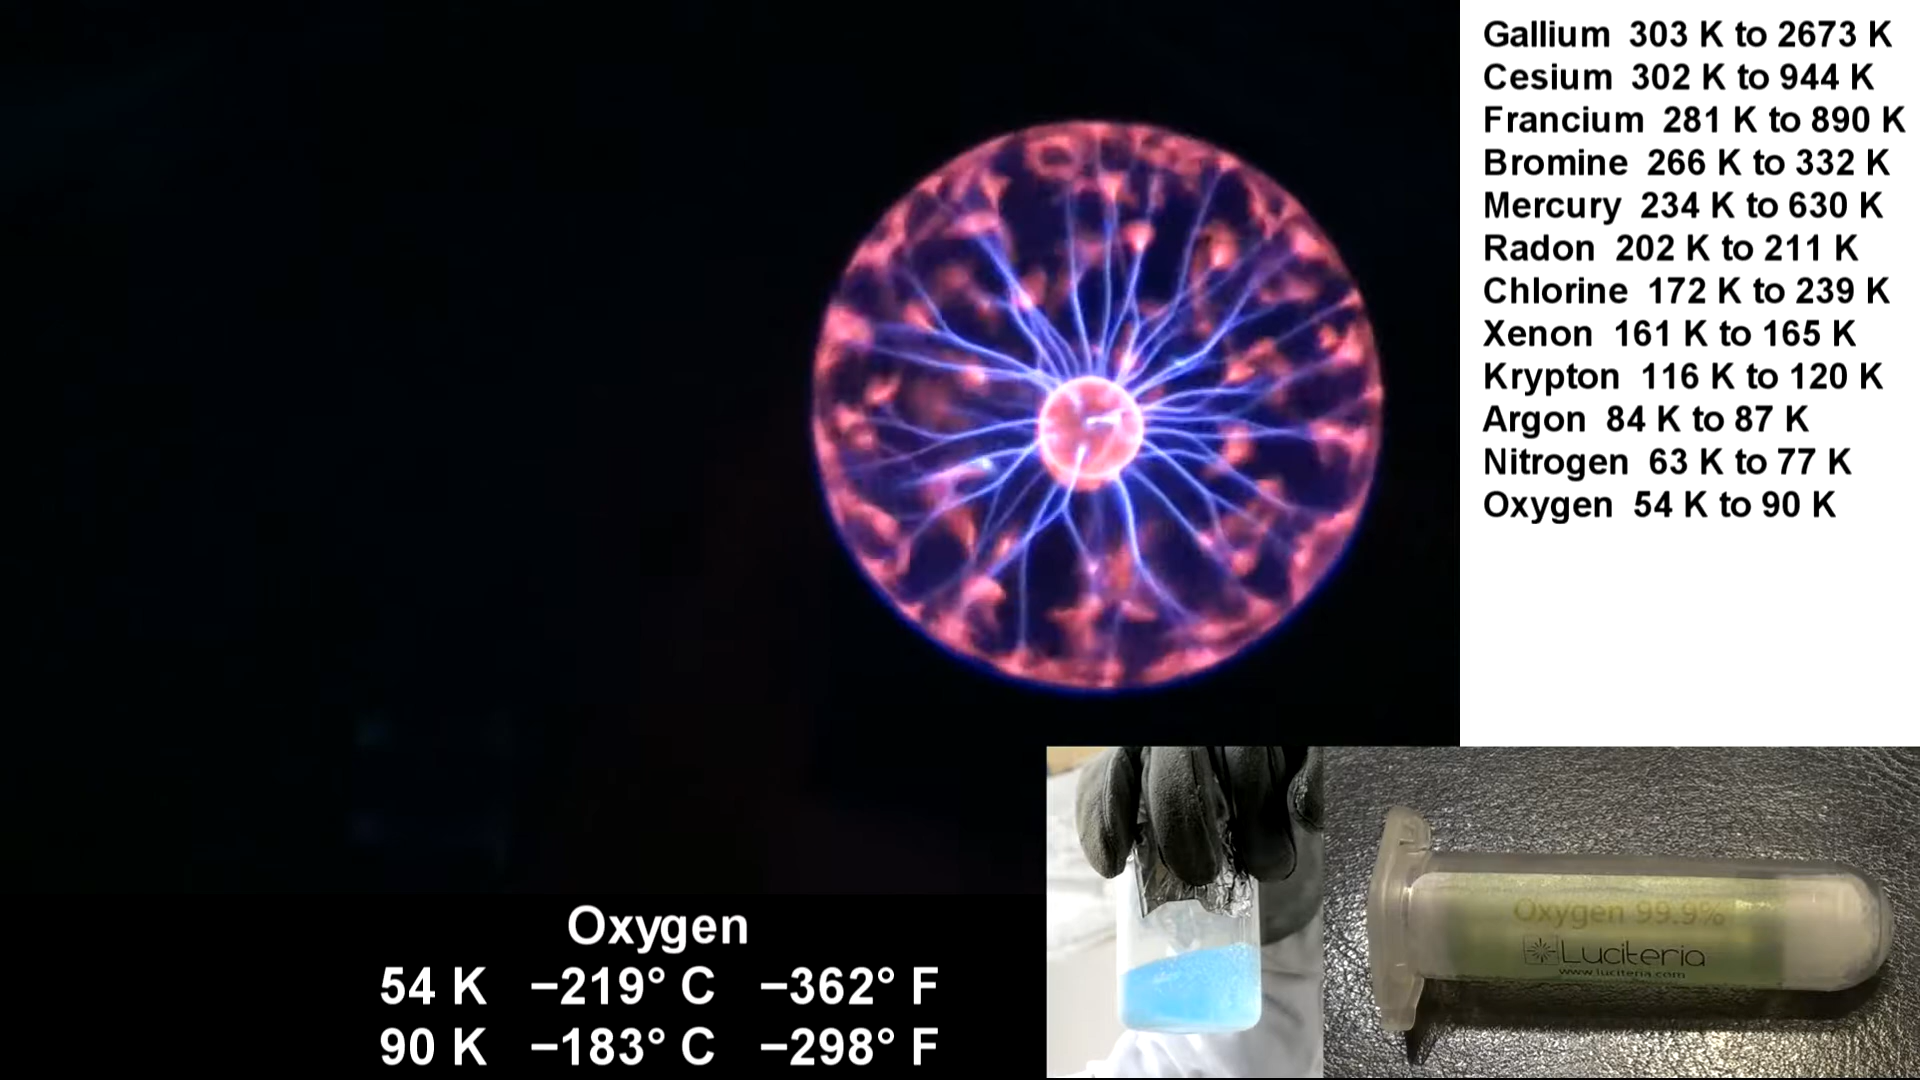 Gallium 303 K to 2673 K
Cesium 302 K to 944 K
Francium 281 K to 890 K
Bromine 266 K to 332 K
Mercury 234 K to 630 K
Radon 202 K to 211 K
Chlorine 172 K to 239 K
Xenon 161 K to 165 K
Krypton 116 K to 120 K
Argon 84 K to 87 K
Nitrogen 63 K to 77 K
Oxygen 54 K to 90 K
Oxygen
54 K −219° C −362° F
90 K −183° C −298° F
Oxygen 99.9%
Luciteria
www.luciteria.com